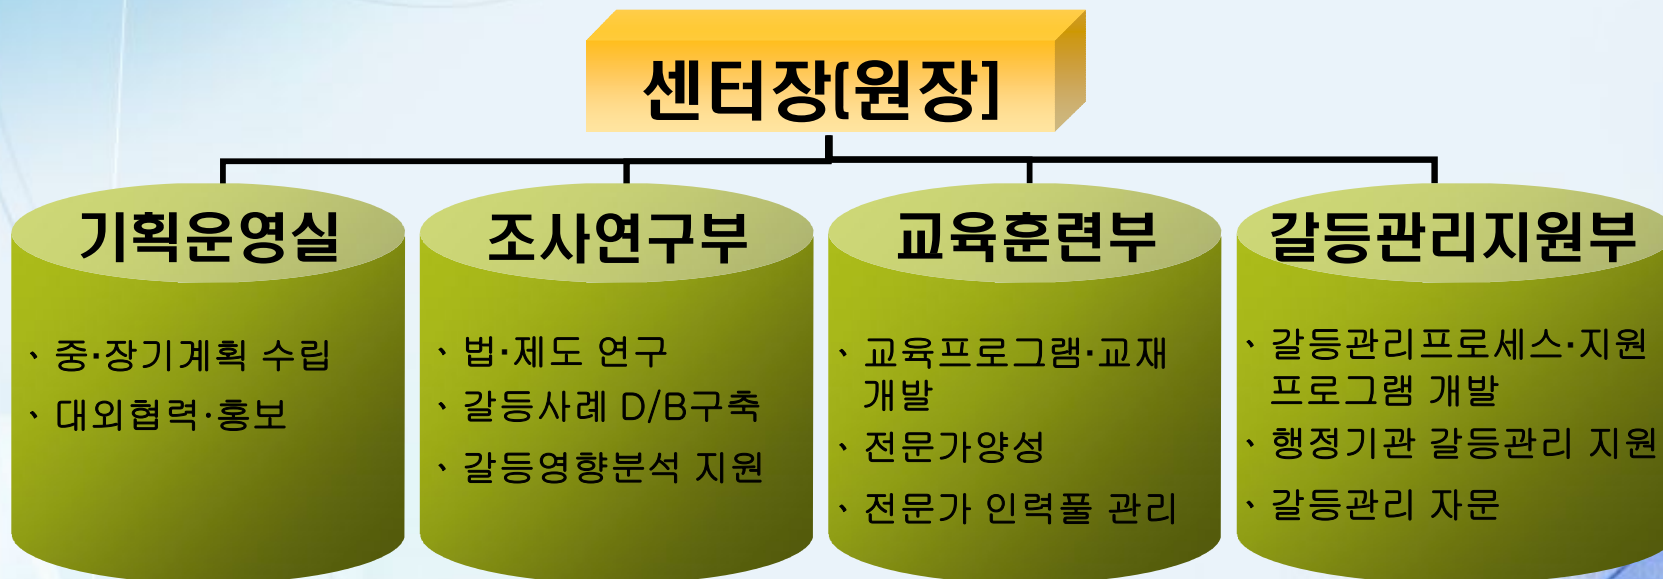 센터장[원장]
기획운영실
、중·장기계획 수립
、대외협력·홍보
조사연구부
、법·제도 연구
、갈등사례 D/B구축
、갈등영향분석 지원
교육훈련부
、교육프로그램·교재
개발
、전문가양성
、전문가 인력풀 관리
갈등관리지원부
、갈등관리프로세스·지원
프로그램 개발
、행정기관 갈등관리 지원
、갈등관리 자문